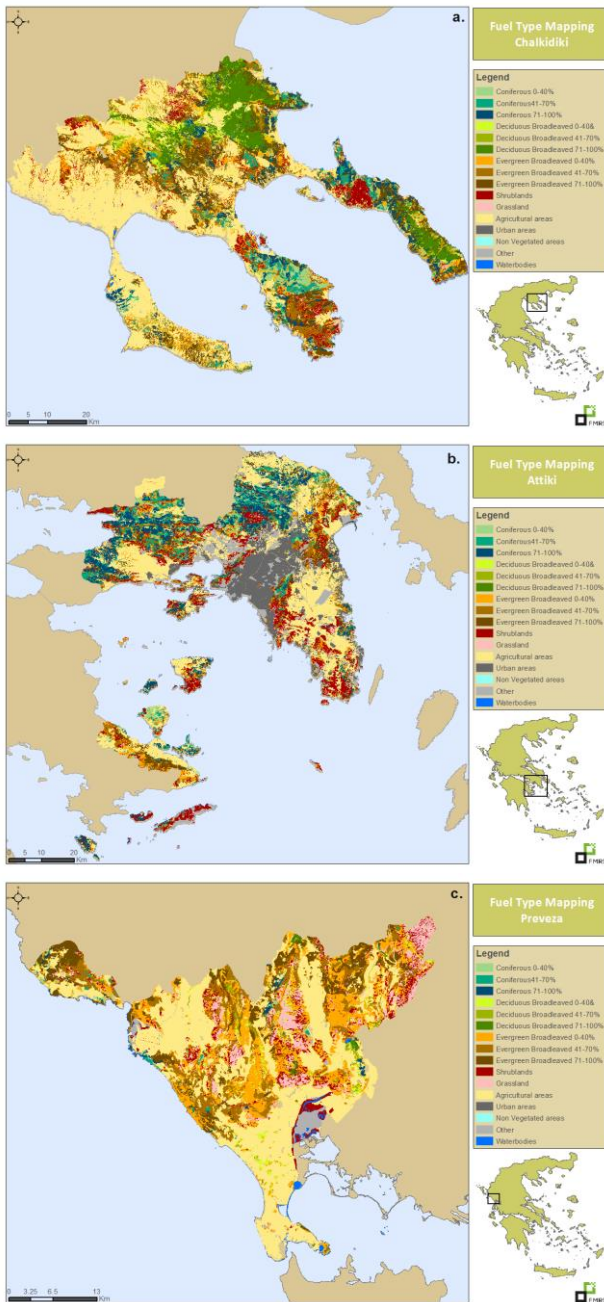 a.
Fuel Type Mapping
Chalkidiki
Legend
Coniferous 0-40%
Coniferous41-70%
Coniferous 71-100%
Deciduous Broadleaved 0-40&
Deciduous Broadleaved 41-70%
Deciduous Broadleaved 71-100%
Evergreen Broadleaved 0-40%
Evergreen Broadleaved 41-70%
Evergreen Broadleaved 71-100%
Shrublands
Grassland
Agricultural areas
Urban areas
Non Vegetated areas
Other
Waterbodies
0 5 10 20
Km
b.
Fuel Type Mapping
Attiki
Legend
Coniferous 0-40%
Coniferous41-70%
Coniferous 71-100%
Deciduous Broadleaved 0-40&
Deciduous Broadleaved 41-70%
Deciduous Broadleaved 71-100%
Evergreen Broadleaved 0-40%
Evergreen Broadleaved 41-70%
Evergreen Broadleaved 71-100%
Shrublands
Grassland
Agricultural areas
Urban areas
Non Vegetated areas
Other
Waterbodies
0 5 10 20
Km
c.
Fuel Type Mapping
Preveza
Legend
Coniferous 0-40%
Coniferous41-70%
Coniferous 71-100%
Deciduous Broadleaved 0-40&
Deciduous Broadleaved 41-70%
Deciduous Broadleaved 71-100%
Evergreen Broadleaved 0-40%
Evergreen Broadleaved 41-70%
Evergreen Broadleaved 71-100%
Shrublands
Grassland
Agricultural areas
Urban areas
Non Vegetated areas
Other
Waterbodies
0 3.25 6.5 13
Km